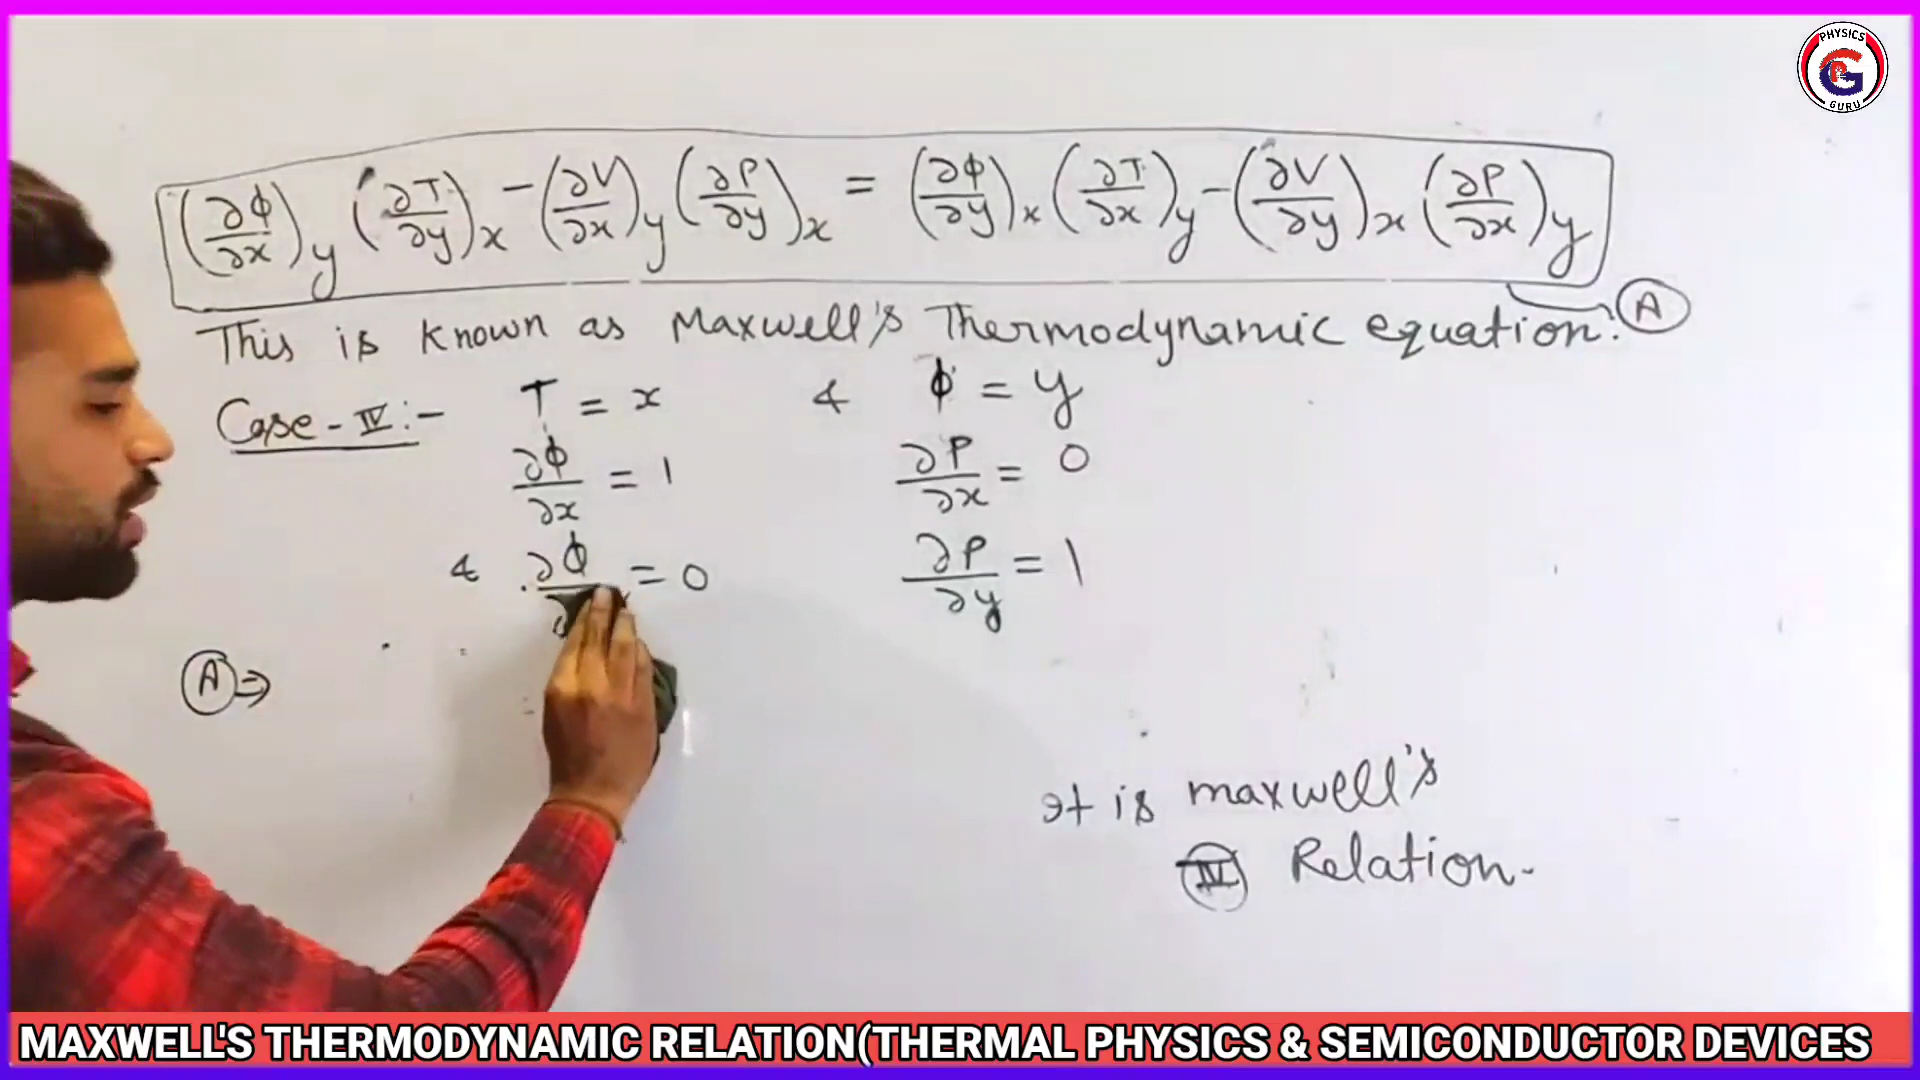 PHYSICS
PG
GURU
(∂ϕ/∂x)y (∂T/∂y)x − (∂V/∂x)y (∂P/∂y)x = (∂ϕ/∂y)x (∂T/∂x)y − (∂V/∂y)x (∂P/∂x)y
This is known as Maxwell's Thermodynamic equation. A
Case-IV:- T = x & ϕ = y
∂ϕ/∂x = 1 ∂P/∂x = 0
& ∂ϕ/∂ = 0 ∂P/∂y = 1
A ⇒
It is maxwell's
IV Relation.
MAXWELL'S THERMODYNAMIC RELATION(THERMAL PHYSICS & SEMICONDUCTOR DEVICES